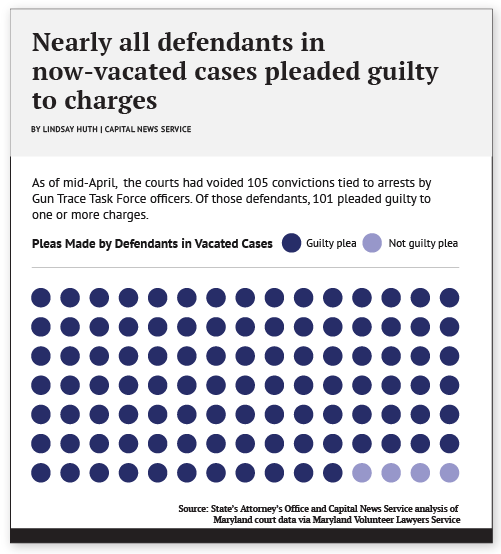 Nearly all defendants in
now-vacated cases pleaded guilty
to charges
BY LINDSAY HUTH | CAPITAL NEWS SERVICE
As of mid-April, the courts had voided 105 convictions tied to arrests by
Gun Trace Task Force officers. Of those defendants, 101 pleaded guilty to
one or more charges.
Pleas Made by Defendants in Vacated Cases Guilty plea Not guilty plea
Source: State's Attorney's Office and Capital News Service analysis of
Maryland court data via Maryland Volunteer Lawyers Service